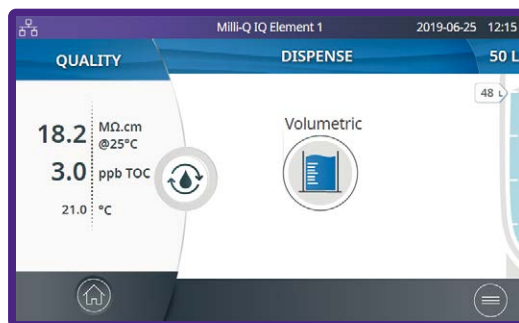 Milli-Q IQ Element 1 2019-06-25 12:15
QUALITY DISPENSE 50 L
48 L
18.2 MΩ.cm
@25°C
3.0 ppb TOC
21.0 °C
Volumetric